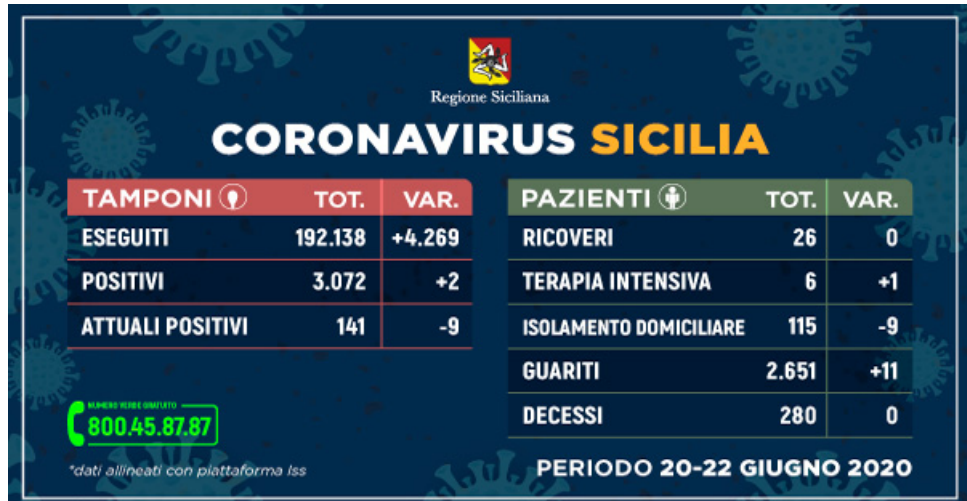 Regione Siciliana
CORONAVIRUS SICILIA
TAMPONI TOT. VAR.
ESEGUITI 192.138 +4.269
POSITIVI 3.072 +2
ATTUALI POSITIVI 141 -9
PAZIENTI TOT. VAR.
RICOVERI 26 0
TERAPIA INTENSIVA 6 +1
ISOLAMENTO DOMICILIARE 115 -9
GUARITI 2.651 +11
DECESSI 280 0
NUMERO VERDE GRATUITO
800.45.87.87
*dati allineati con piattaforma Iss
PERIODO 20-22 GIUGNO 2020